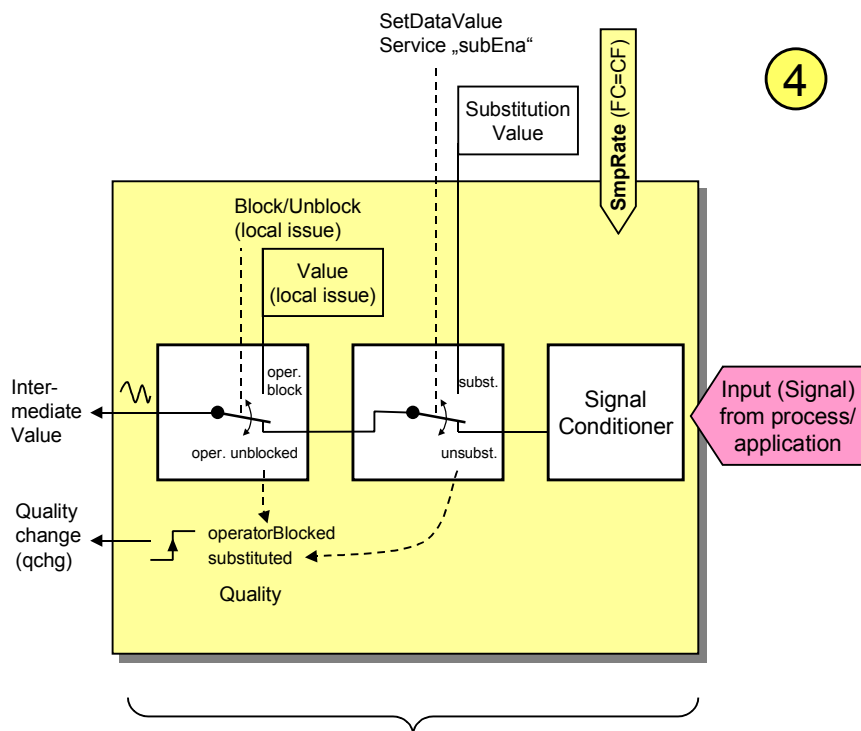 SetDataValue
Service „subEna“
4
SmpRate (FC=CF)
Substitution
Value
Block/Unblock
(local issue)
Value
(local issue)
oper.
block
oper. unblocked
subst.
unsubst.
Signal
Conditioner
Input (Signal)
from process/
application
Inter-
mediate
Value
Quality
change
(qchg)
operatorBlocked
substituted
Quality